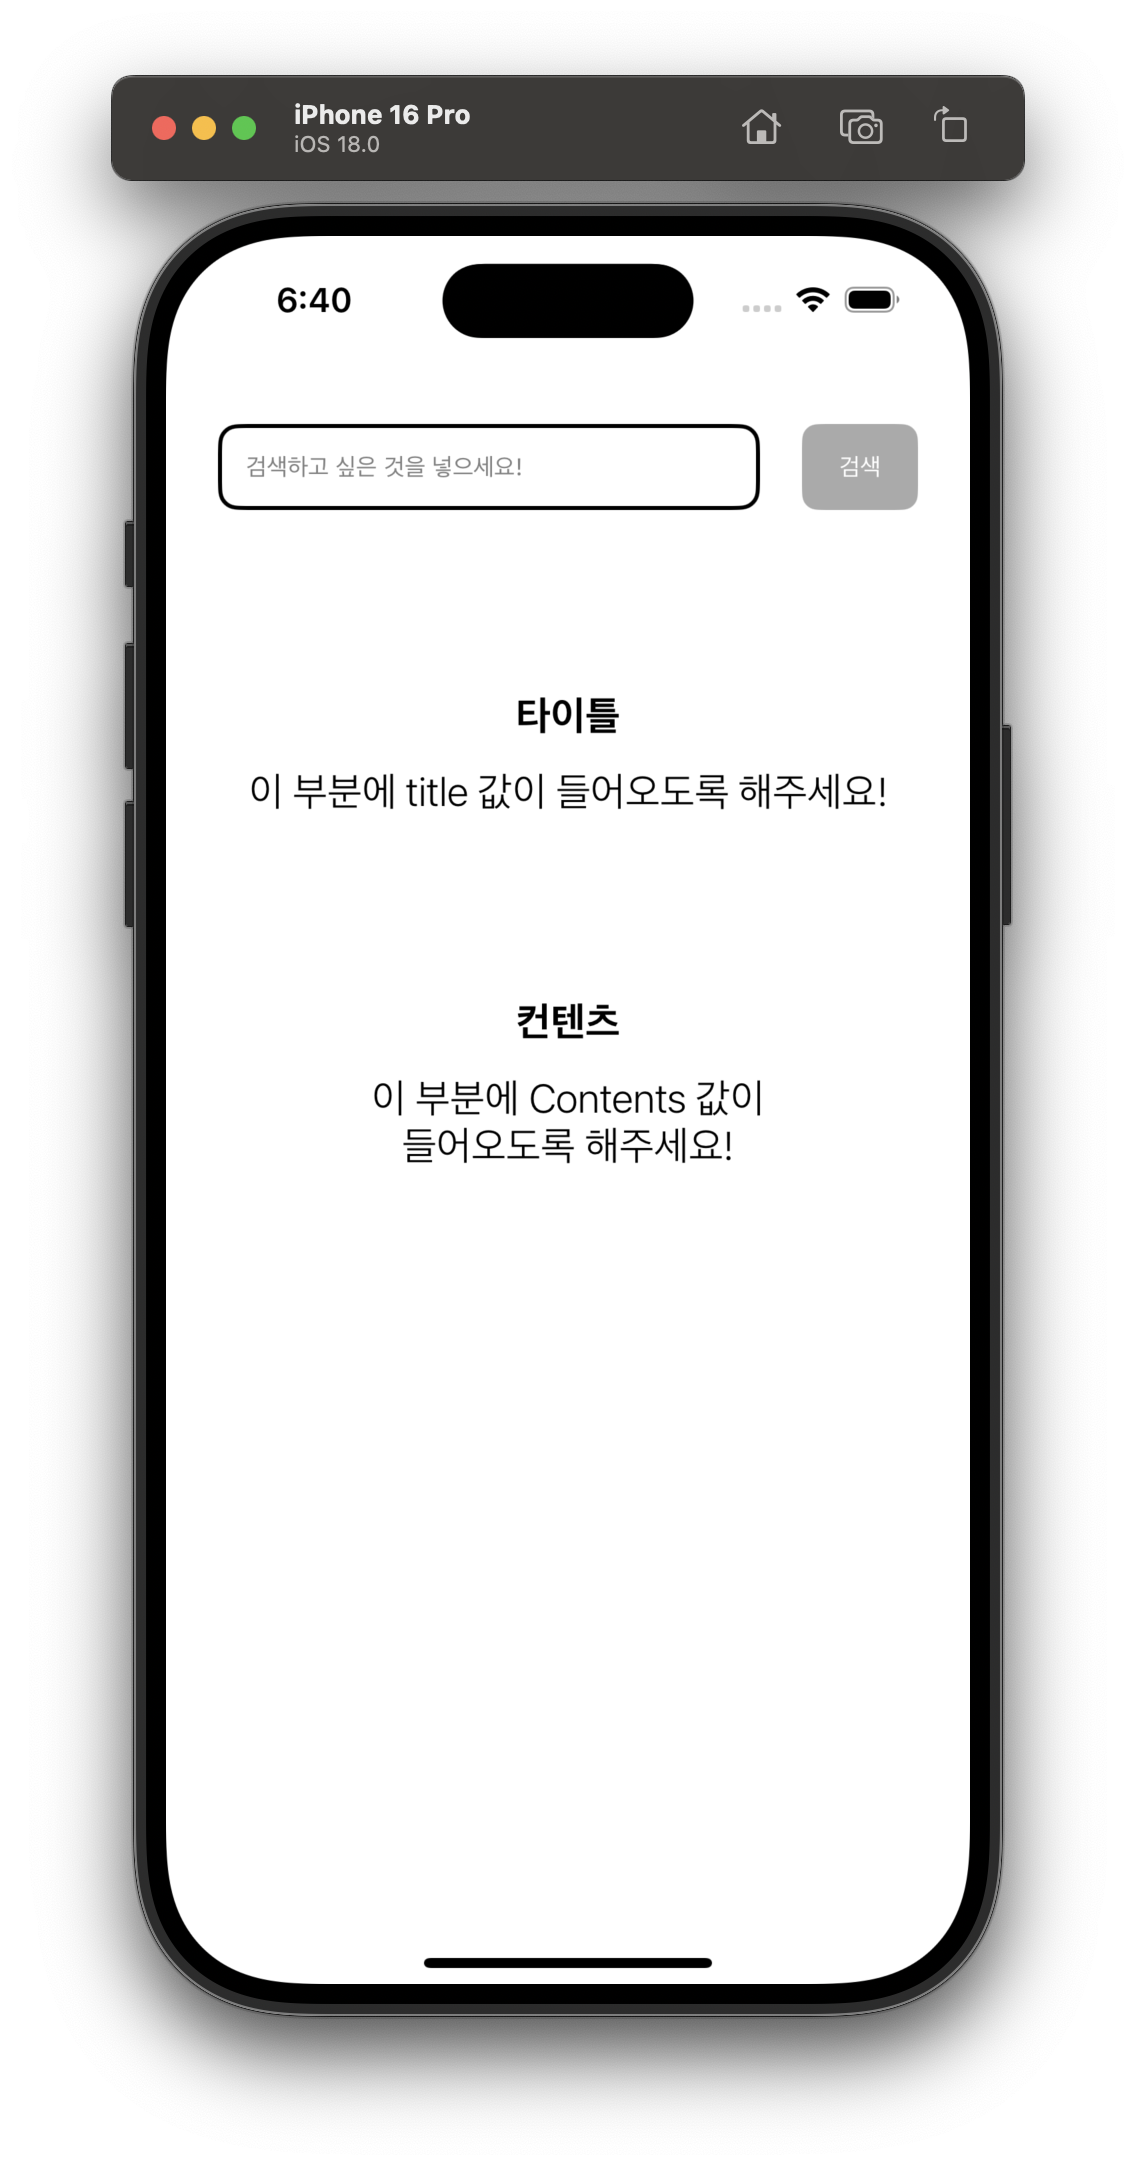 iPhone 16 Pro
iOS 18.0
6:40
검색하고 싶은 것을 넣으세요!
검색
타이틀
이 부분에 title 값이 들어오도록 해주세요!
컨텐츠
이 부분에 Contents 값이
들어오도록 해주세요!